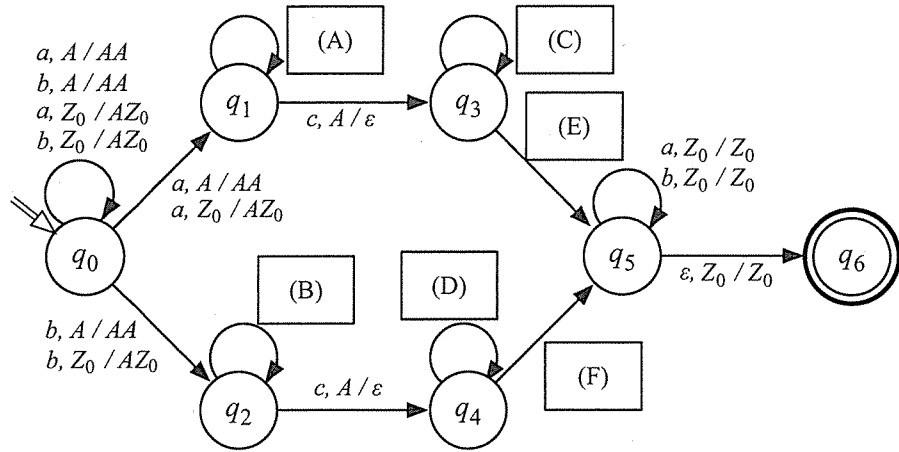 (A)
(C)
a, A / AA
b, A / AA
a, Z₀ / AZ₀
b, Z₀ / AZ₀
q₁
c, A / ε
q₃
(E)
a, Z₀ / Z₀
b, Z₀ / Z₀
a, A / AA
a, Z₀ / AZ₀
q₀
q₅
ε, Z₀ / Z₀
q₆
(B)
(D)
b, A / AA
b, Z₀ / AZ₀
(F)
q₂
c, A / ε
q₄